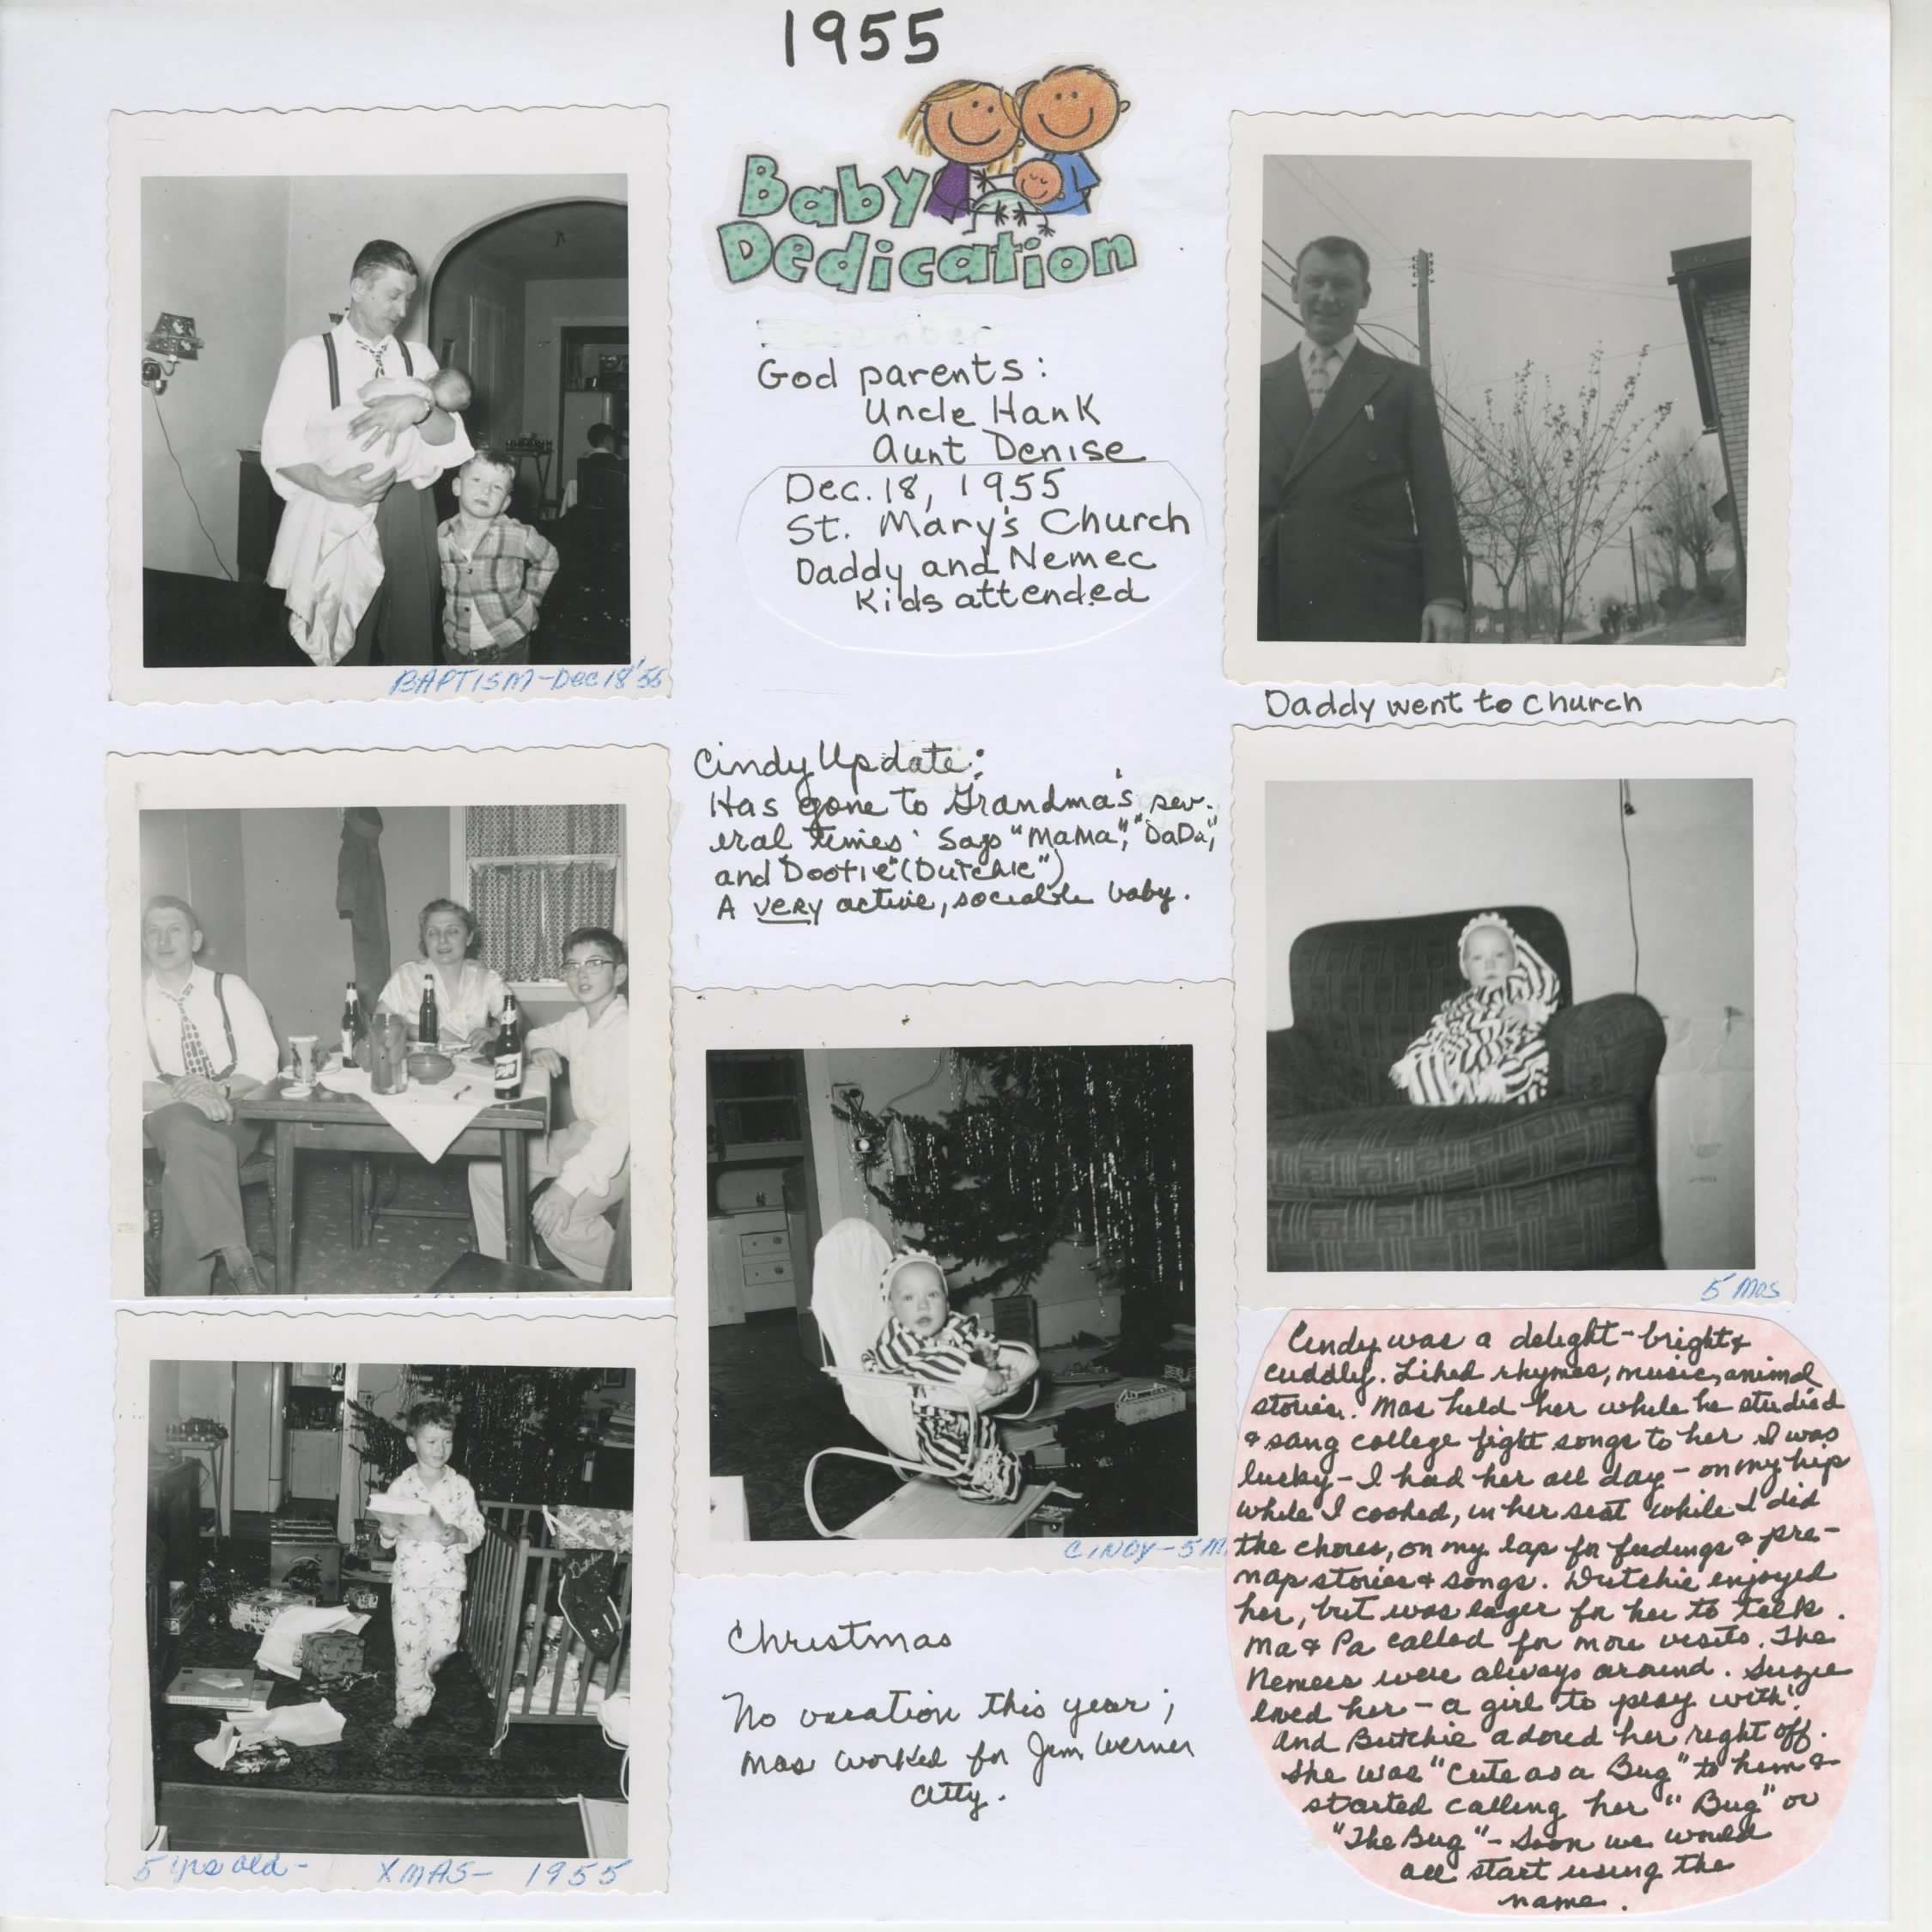 1955
Baby
Dedication
God parents:
Uncle Hank
Aunt Denise
Dec. 18, 1955
St. Mary's Church
Daddy and Nemec
Kids attended
BAPTISM-Dec 18 '55
Daddy went to church
Cindy Update:
Has gone to Grandma's sev-
eral times. Says "MaMa", "DaDa",
and "Dootie" ("Dutchie")
A very active, sociable baby.
5 mos
CINDY-5M
5 yrs old- XMAS- 1955
Christmas
No vacation this year;
Mas worked for Jim Werner
Atty.
Cindy was a delight-bright &
cuddly. Liked rhymes, music, animal
stories. Mas held her while he studied
& sang college fight songs to her I was
lucky-I had her all day-on my hip
while I cooked, in her seat while I did
the chores, on my lap for feedings & pre-
nap stories & songs. Dutchie enjoyed
her, but was eager for her to talk.
Ma & Pa called for more visits. The
Nemecs were always around. Suzie
loved her-a girl to play with!
And Butchie adored her right off.
She was "Cute as a Bug" to him &
started calling her "Bug" or
"The Bug"-Soon we would
all start using the
name.